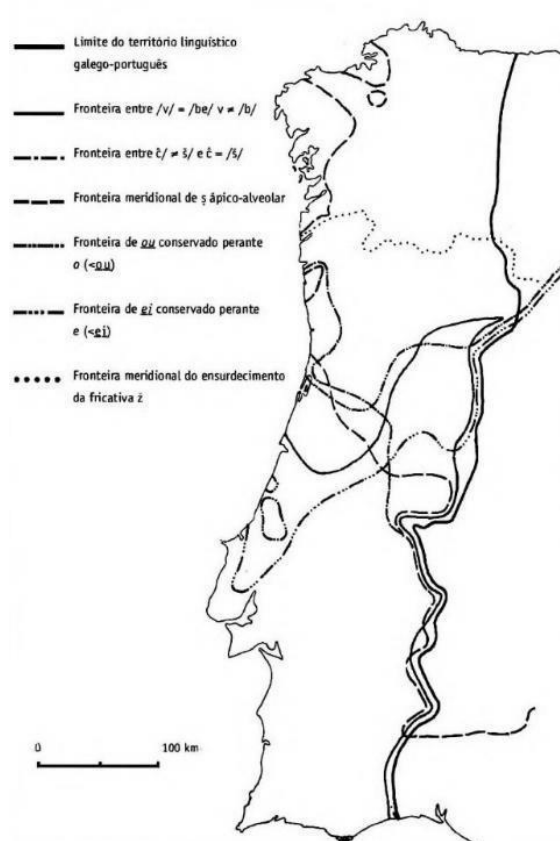 Limite do território linguístico
galego-português
Fronteira entre /v/ = /be/ v ≠ /b/
Fronteira entre ĉ/ ≠ š/ e ĉ = /š/
Fronteira meridional de ș ápico-alveolar
Fronteira de ou conservado perante
o (<ou)
Fronteira de ei conservado perante
e (<ei)
Fronteira meridional do ensurdecimento
da fricativa ż
0 100 km